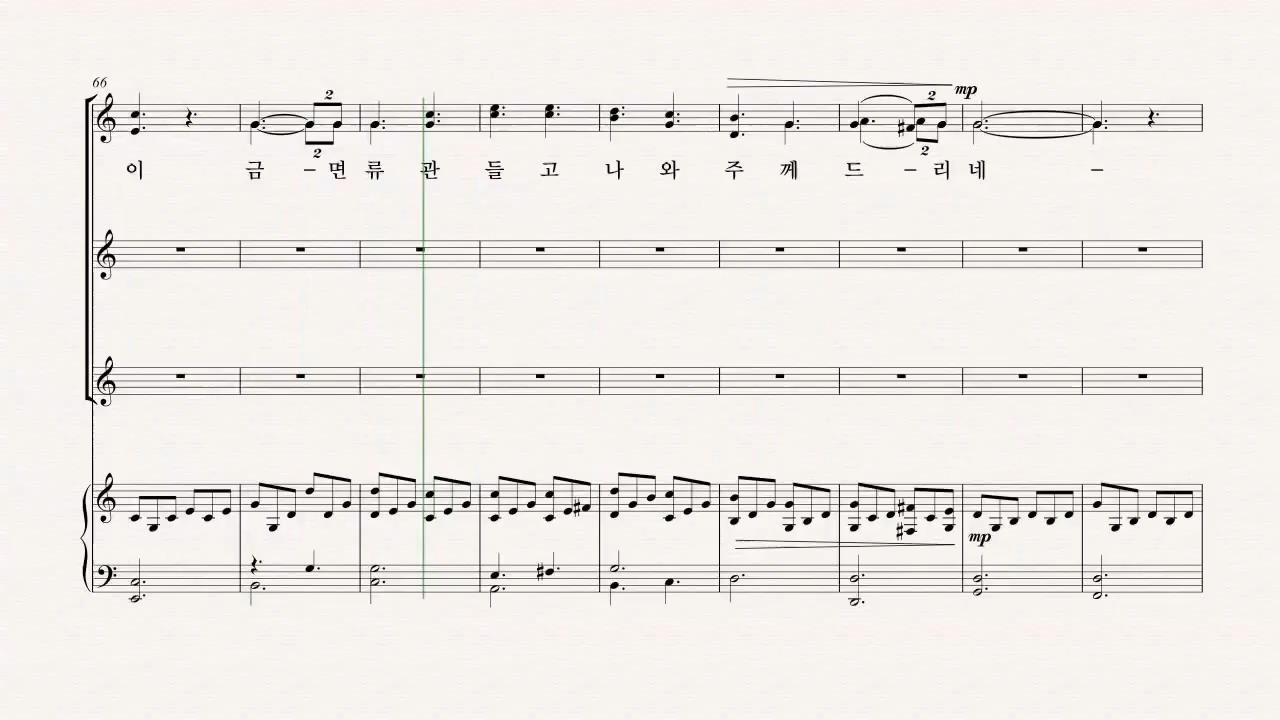 66
2 2 mp
2 2
이 금 – 면 류 관 들 고 나 와 주 께 드 – 리 네 –
mp